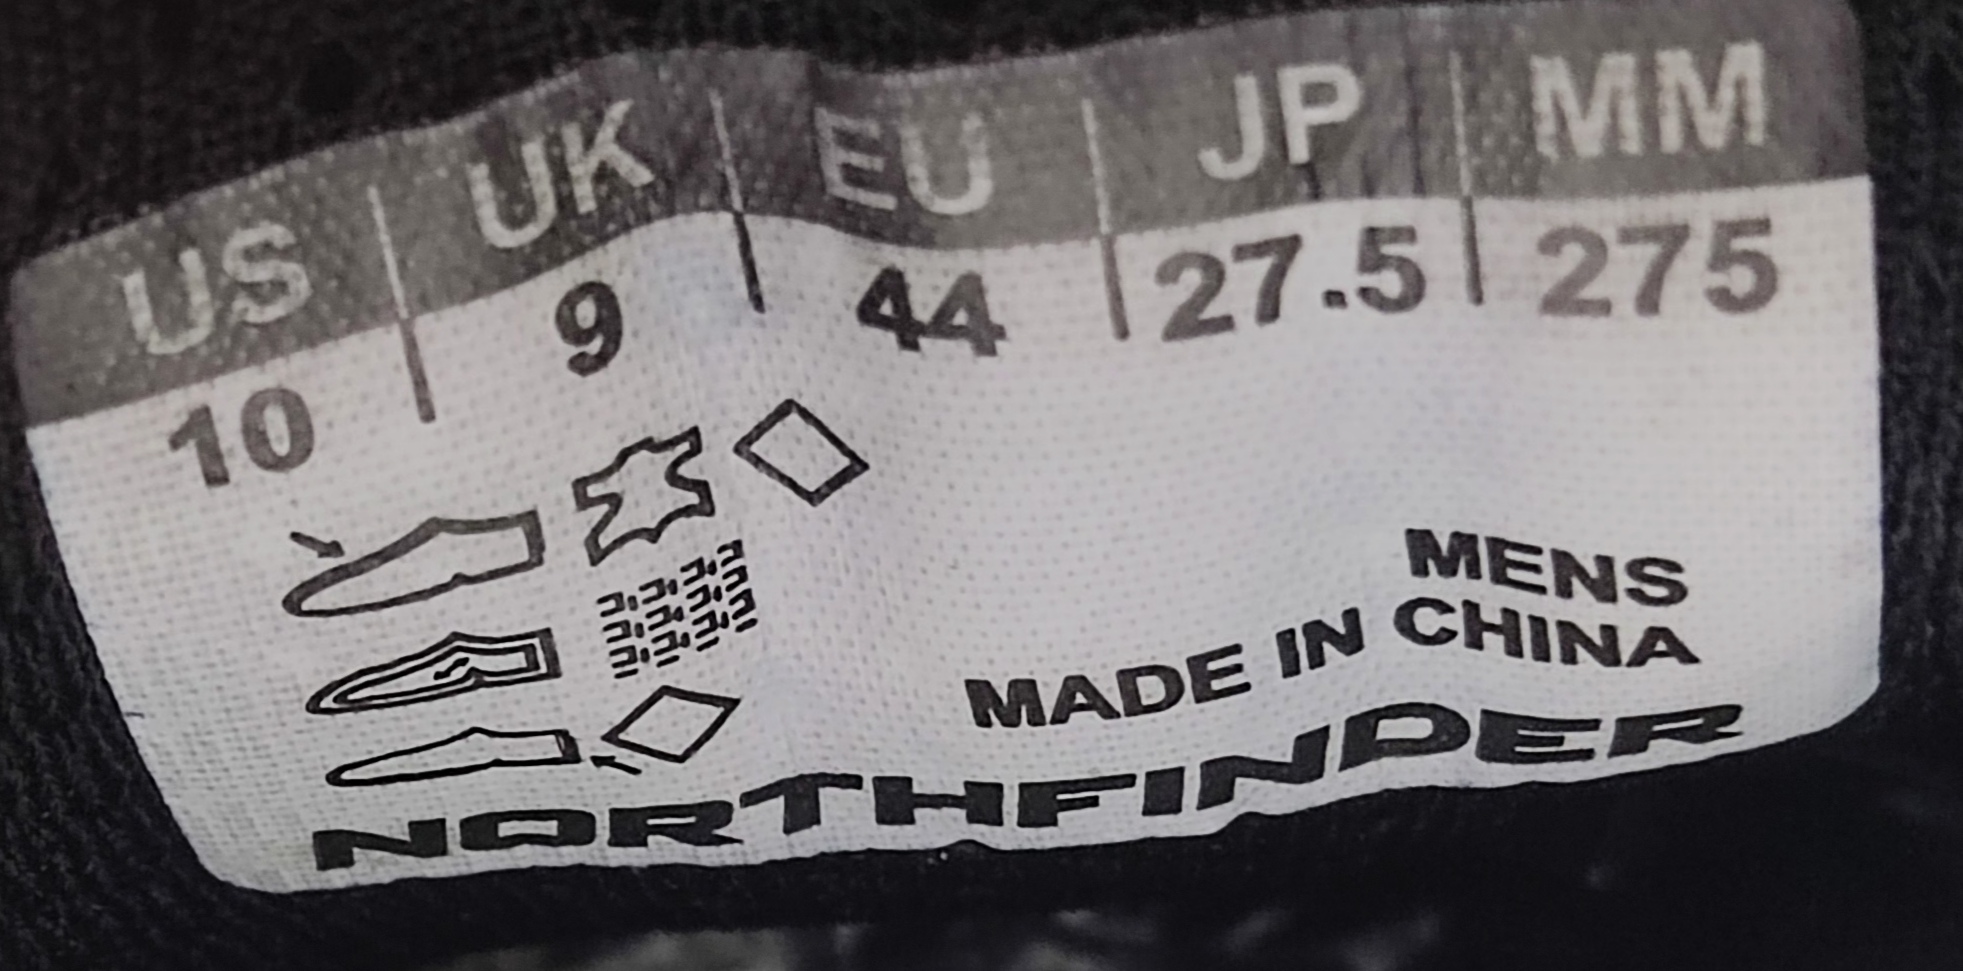 US UK EU JP MM
10 9 44 27.5 275
MENS
MADE IN CHINA
NORTHFINDER